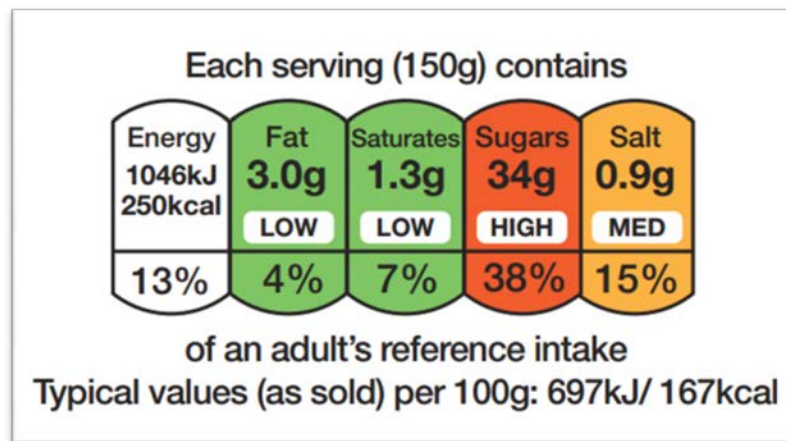 Each serving (150g) contains
Energy
1046kJ
250kcal
13%
Fat
3.0g
LOW
4%
Saturates
1.3g
LOW
7%
Sugars
34g
HIGH
38%
Salt
0.9g
MED
15%
of an adult's reference intake
Typical values (as sold) per 100g: 697kJ/ 167kcal